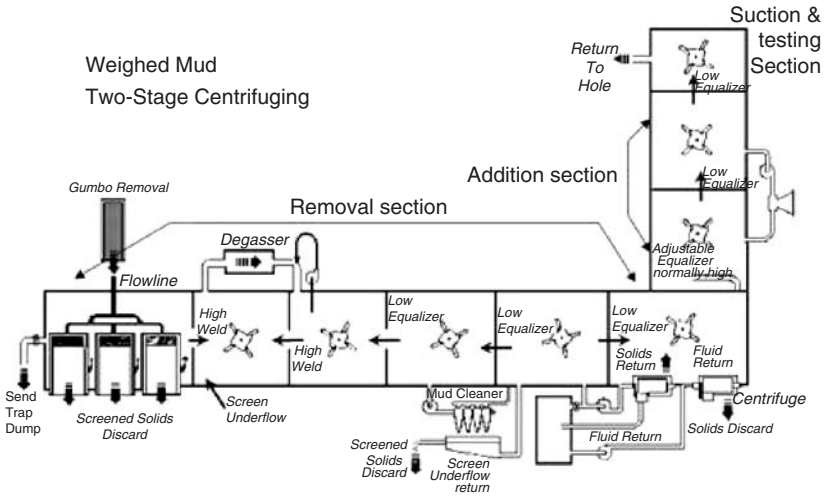 Suction &
testing
Section
Return
To
Hole
Low
Equalizer
Weighed Mud
Two-Stage Centrifuging
Addition section
Low
Equalizer
Gumbo Removal
Removal section
Degasser
Adjustable
Equalizer
normally high
Flowline
High
Weld
High
Weld
Low
Equalizer
Low
Equalizer
Low
Equalizer
Solids
Return
Fluid
Return
Send
Trap
Dump
Screened Solids
Discard
Screen
Underflow
Mud Cleaner
Centrifuge
Solids Discard
Fluid Return
Screened
Solids
Discard
Screen
Underflow
return